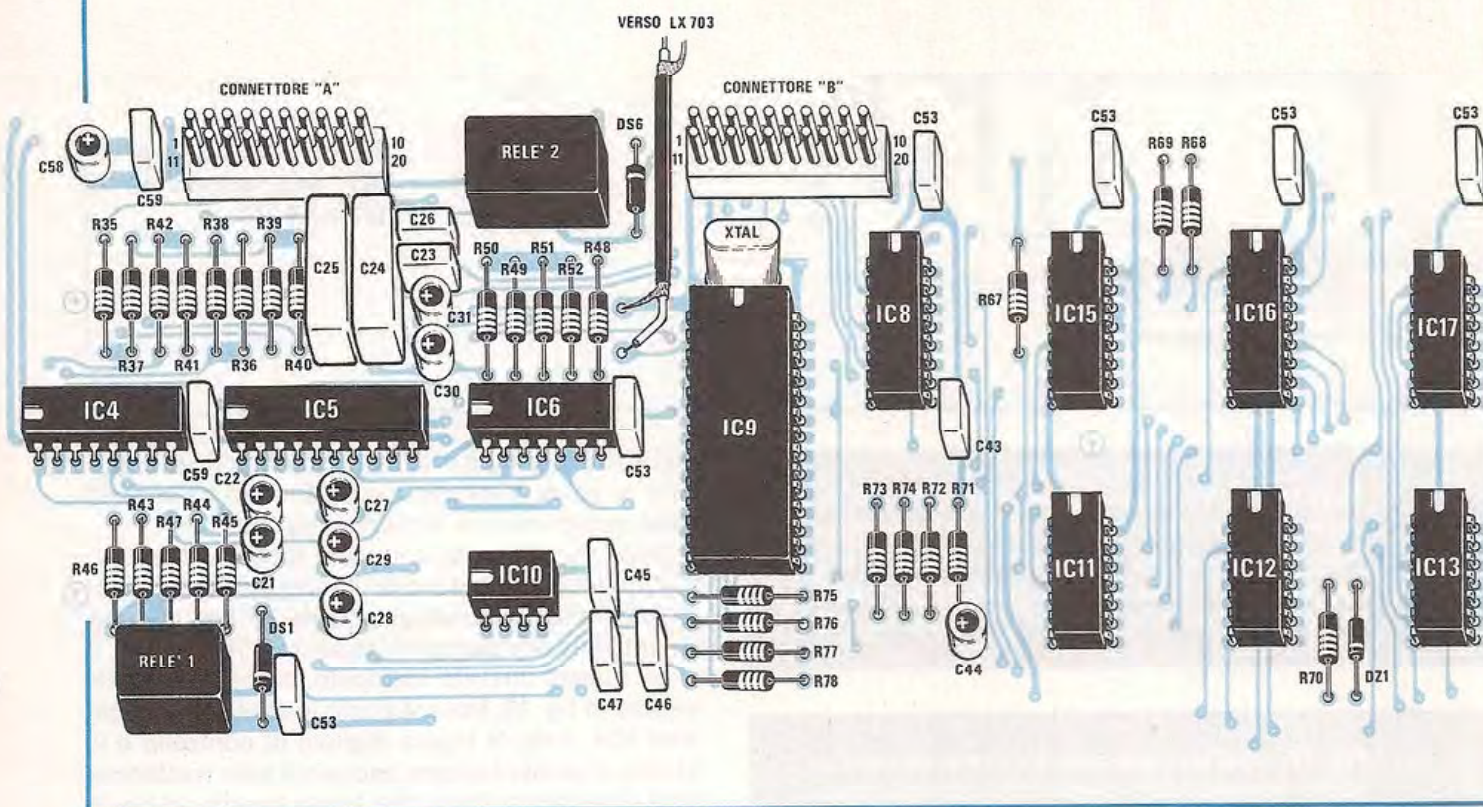 VERSO LX 703
CONNETTORE "A"
CONNETTORE "B"
C58
C59
1
11
10
20
RELE' 2
DS6
1
11
10
20
C53
C53
R69
R68
C53
C53
R35
R42
R38
R39
C25
C24
C26
C23
C31
C30
R50
R49
R51
R52
R48
XTAL
IC8
R67
IC15
IC16
IC17
R37
R41
R36
R40
IC4
C59
IC5
IC6
C53
IC9
C43
C22
C27
R43
R47
R44
R45
R46
C21
C29
C28
IC10
C45
R73
R74
R72
R71
IC11
IC12
IC13
R75
R76
R77
R78
C44
RELE' 1
DS1
C53
C47
C46
R70
DZ1